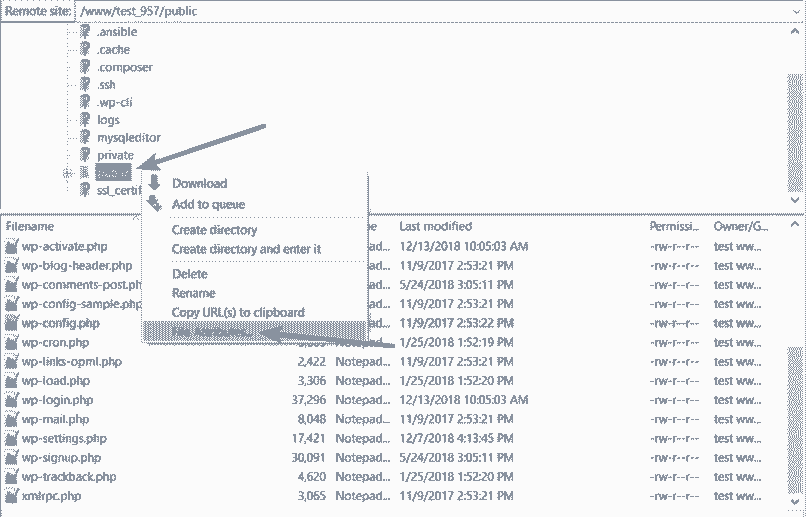 Remote site: /www/test_957/public
.ansible
.cache
.composer
.ssh
.wp-cli
logs
mysqleditor
private
ssl_certif
Download
Add to queue
Create directory
Create directory and enter it
Delete
Rename
Copy URL(s) to clipboard
Filename Last modified Permissi... Owner/G...
wp-activate.php Notepad... 12/13/2018 10:05:03 AM -rw-r--r-- test ww...
wp-blog-header.php Notepad... 11/9/2017 2:53:21 PM -rw-r--r-- test ww...
wp-comments-post.ph Notepad... 5/24/2018 3:05:11 PM -rw-r--r-- test ww...
wp-config-sample.php Notepad... 11/9/2017 2:53:21 PM -rw-r--r-- test ww...
wp-config.php Notepad... 11/9/2017 2:53:22 PM -rw-r--r-- test ww...
wp-cron.php 1/25/2018 1:52:19 PM -rw-r--r-- test ww...
wp-links-opml.php 2,422 Notepad... 11/9/2017 2:53:21 PM -rw-r--r-- test ww...
wp-load.php 3,306 Notepad... 1/25/2018 1:52:20 PM -rw-r--r-- test ww...
wp-login.php 37,296 Notepad... 12/13/2018 10:05:03 AM -rw-r--r-- test ww...
wp-mail.php 8,048 Notepad... 11/9/2017 2:53:21 PM -rw-r--r-- test ww...
wp-settings.php 17,421 Notepad... 12/7/2018 4:13:45 PM -rw-r--r-- test ww...
wp-signup.php 30,091 Notepad... 5/24/2018 3:05:11 PM -rw-r--r-- test ww...
wp-trackback.php 4,620 Notepad... 1/25/2018 1:52:20 PM -rw-r--r-- test ww...
xmlrpc.php 3,065 Notepad... 11/9/2017 2:53:21 PM -rw-r--r-- test ww...